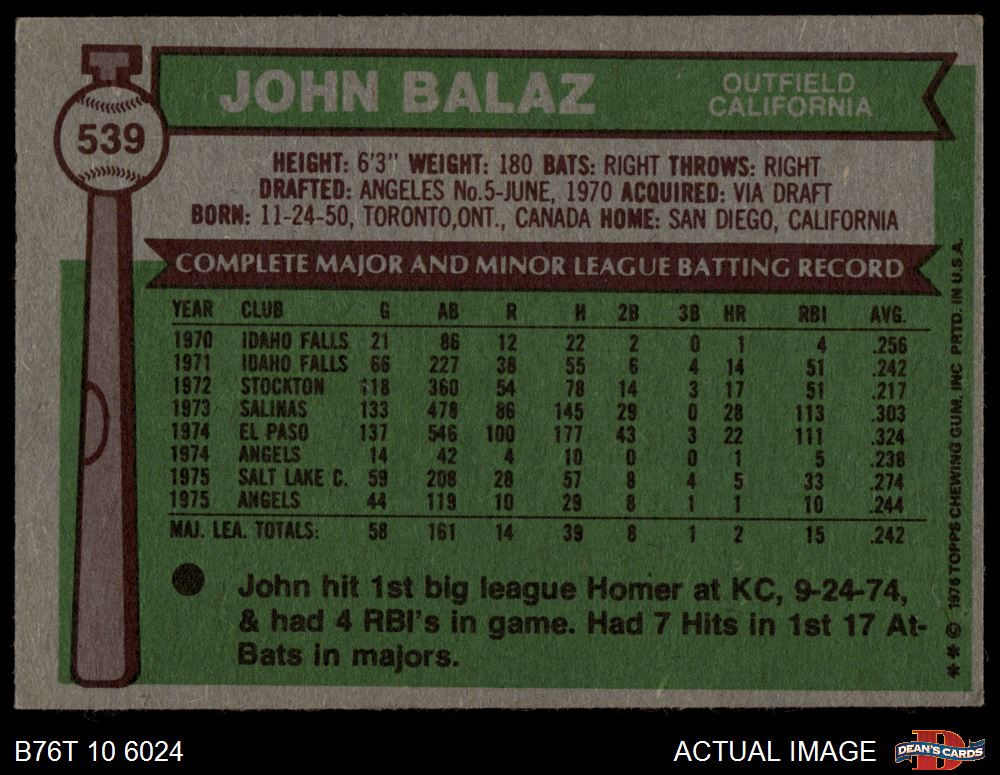 JOHN BALAZ
OUTFIELD
CALIFORNIA
539
HEIGHT: 6'3" WEIGHT: 180 BATS: RIGHT THROWS: RIGHT
DRAFTED: ANGELES No.5-JUNE, 1970 ACQUIRED: VIA DRAFT
BORN: 11-24-50, TORONTO,ONT., CANADA HOME: SAN DIEGO, CALIFORNIA
COMPLETE MAJOR AND MINOR LEAGUE BATTING RECORD
YEAR CLUB G AB R H 2B 3B HR RBI AVG.
1970 IDAHO FALLS 21 86 12 22 2 0 1 4 .256
1971 IDAHO FALLS 66 227 38 55 6 4 14 51 .242
1972 STOCKTON 118 360 54 78 14 3 17 51 .217
1973 SALINAS 133 478 86 145 29 0 28 113 .303
1974 EL PASO 137 546 100 177 43 3 22 111 .324
1974 ANGELS 14 42 4 10 0 0 1 5 .238
1975 SALT LAKE C. 59 208 28 57 8 4 5 33 .274
1975 ANGELS 44 119 10 29 8 1 1 10 .244
MAJ. LEA. TOTALS: 58 161 14 39 8 1 2 15 .242
John hit 1st big league Homer at KC, 9-24-74,
& had 4 RBI's in game. Had 7 Hits in 1st 17 At-
Bats in majors.
** © 1976 TOPPS CHEWING GUM, INC PRTD. IN U.S.A.
B76T 10 6024
ACTUAL IMAGE
D
DEAN'S CARDS